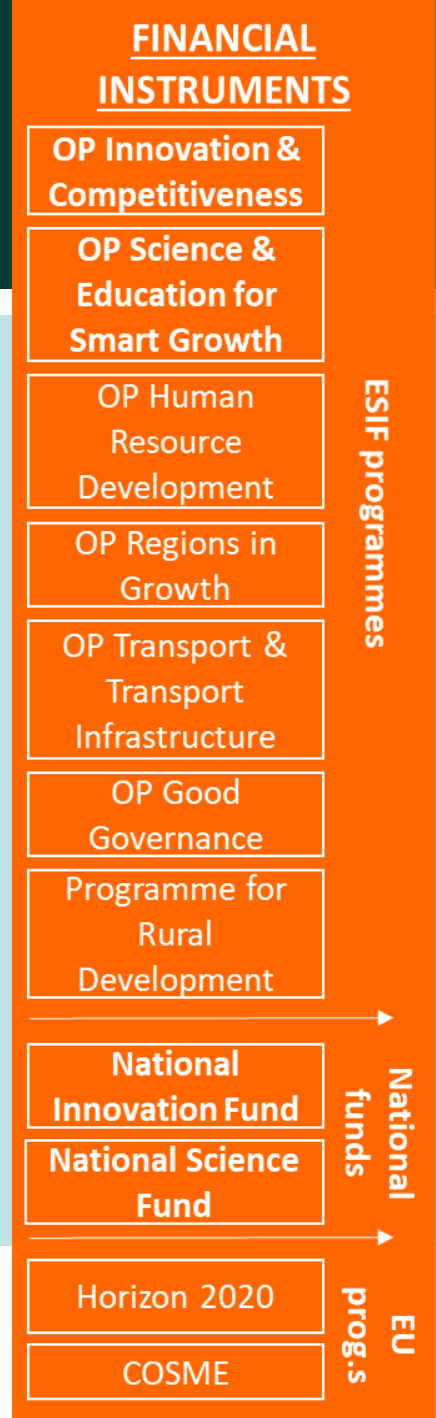 FINANCIAL
INSTRUMENTS
OP Innovation &
Competitiveness
OP Science &
Education for
Smart Growth
OP Human
Resource
Development
OP Regions in
Growth
OP Transport &
Transport
Infrastructure
OP Good
Governance
Programme for
Rural
Development
ESIF programmes
National
Innovation Fund
National Science
Fund
National
funds
Horizon 2020
COSME
EU
prog.s